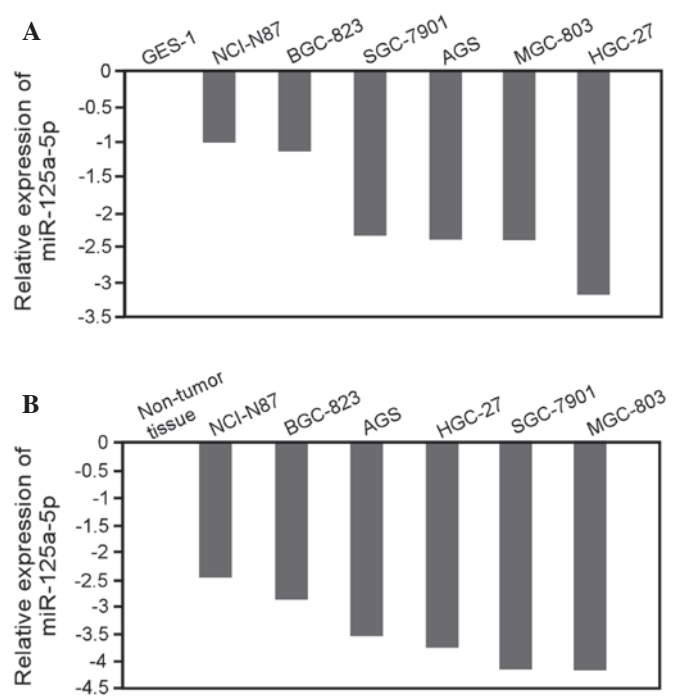 A
GES-1
NCI-N87
BGC-823
SGC-7901
AGS
MGC-803
HGC-27
Relative expression of
miR-125a-5p
0
-0.5
-1
-1.5
-2
-2.5
-3
-3.5
B
Non-tumor
tissue
NCI-N87
BGC-823
AGS
HGC-27
SGC-7901
MGC-803
Relative expression of
miR-125a-5p
0
-0.5
-1
-1.5
-2
-2.5
-3
-3.5
-4
-4.5